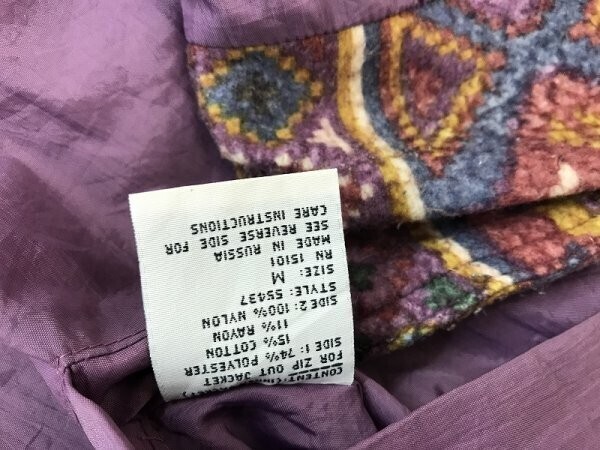 CONTENT:
FOR ZIP OUT JACKET
SIDE 1: 74% POLYESTER
15% COTTON
11% RAYON
SIDE 2: 100% NYLON
STYLE: 55437
SIZE: M
RN 15101
MADE IN RUSSIA
SEE REVERSE SIDE FOR
CARE INSTRUCTIONS